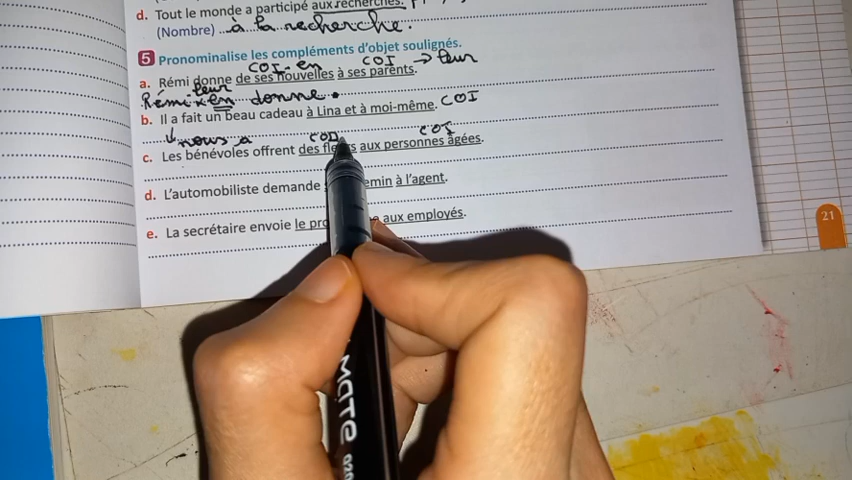 d. Tout le monde a participé aux recherches.
(Nombre) à la recherche.
5 Pronominalise les compléments d'objet soulignés.
COI - en COI → leur
a. Rémi donne de ses nouvelles à ses parents.
leur
Rémi en donne.
b. Il a fait un beau cadeau à Lina et à moi-même. COI
↓ nous a COD COI
c. Les bénévoles offrent des fleurs aux personnes âgées.
d. L'automobiliste demande emin à l'agent.
e. La secrétaire envoie le pro aux employés.
21
MATE